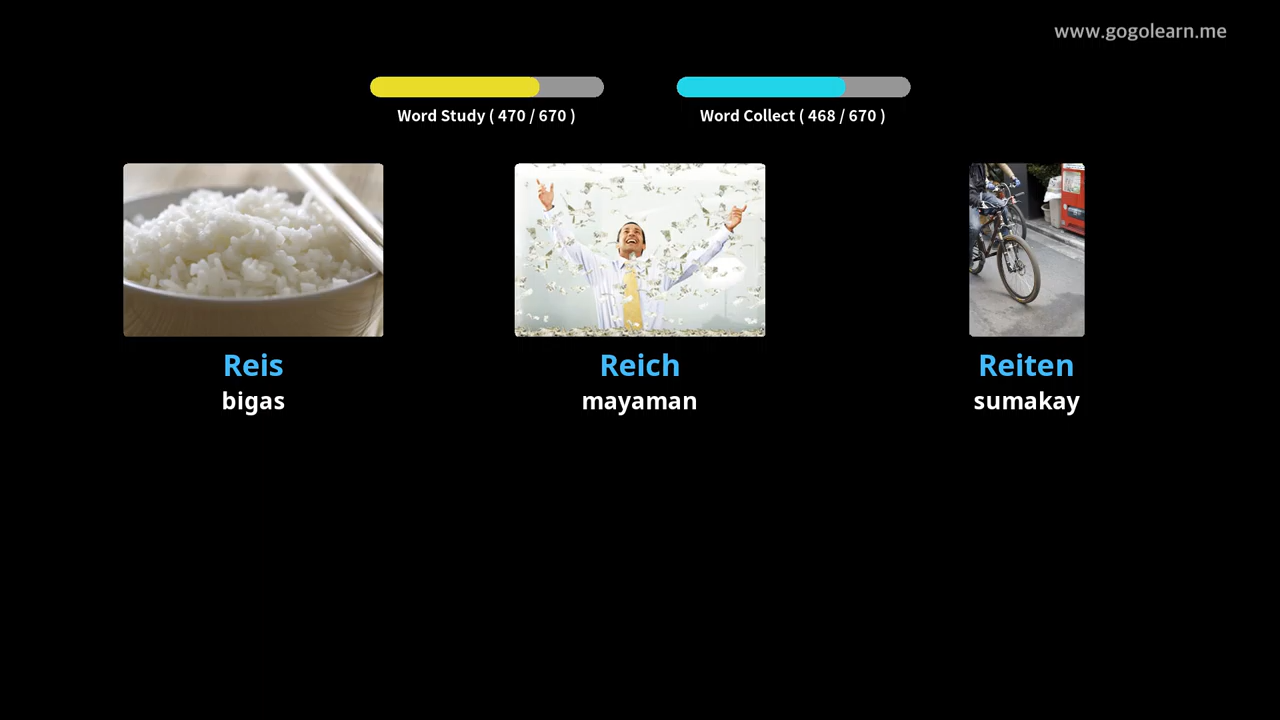 www.gogolearn.me
Word Study ( 470 / 670 )
Word Collect ( 468 / 670 )
Reis
bigas
Reich
mayaman
Reiten
sumakay